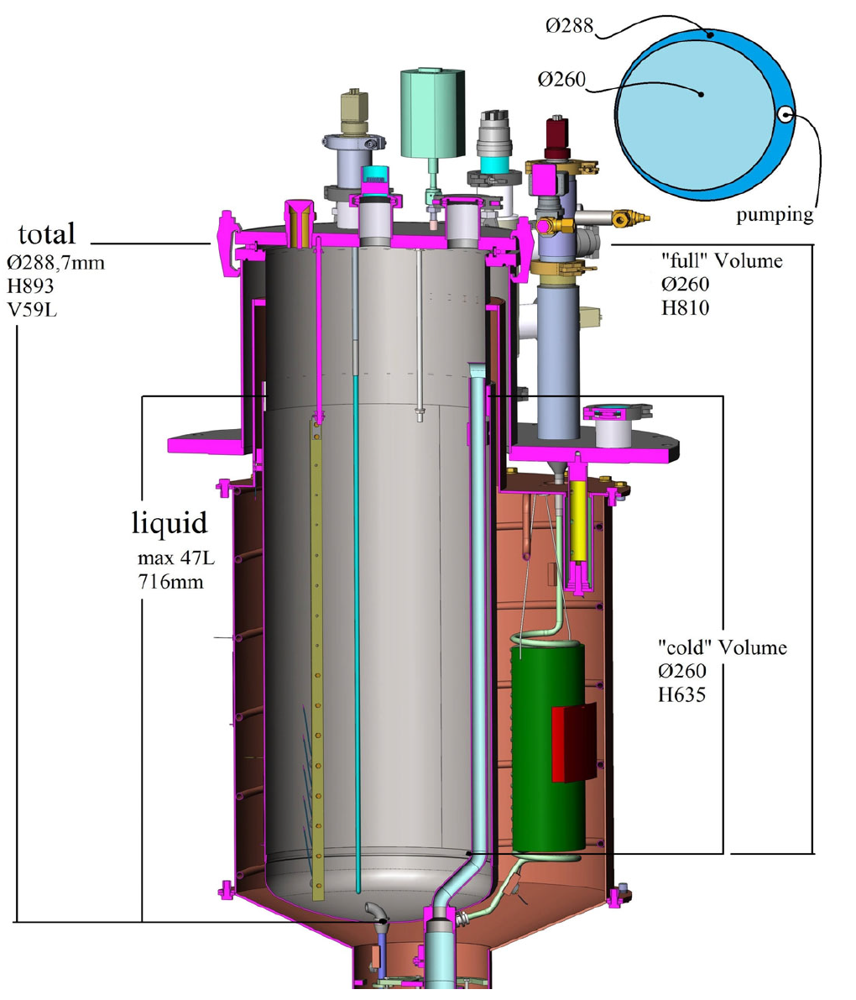 Ø288
Ø260
pumping
total
Ø288,7mm
H893
V59L
"full" Volume
Ø260
H810
liquid
max 47L
716mm
"cold" Volume
Ø260
H635